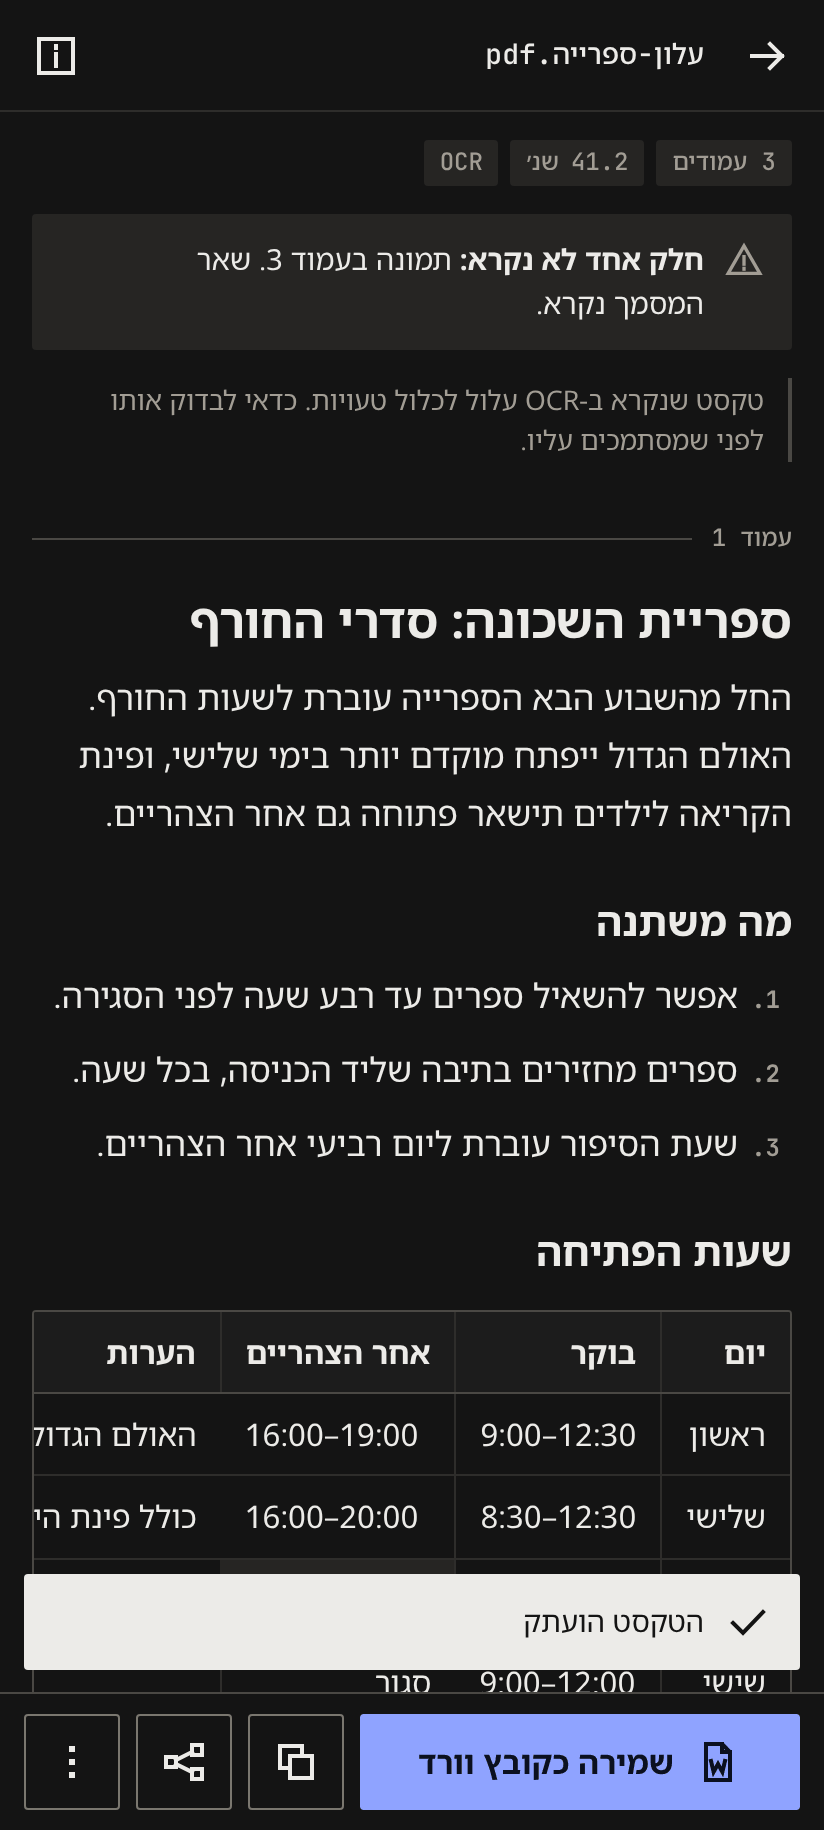 עלון-ספרייה.pdf
3 עמודים
41.2 שנ׳
OCR
חלק אחד לא נקרא: תמונה בעמוד 3. שאר
המסמך נקרא.
טקסט שנקרא ב-OCR עלול לכלול טעויות. כדאי לבדוק אותו
לפני שמסתמכים עליו.
עמוד 1
ספריית השכונה: סדרי החורף
החל מהשבוע הבא הספרייה עוברת לשעות החורף.
האולם הגדול ייפתח מוקדם יותר בימי שלישי, ופינת
הקריאה לילדים תישאר פתוחה גם אחר הצהריים.
מה משתנה
1. אפשר להשאיל ספרים עד רבע שעה לפני הסגירה.
2. ספרים מחזירים בתיבה שליד הכניסה, בכל שעה.
3. שעת הסיפור עוברת ליום רביעי אחר הצהריים.
שעות הפתיחה
יום בוקר אחר הצהריים הערות
ראשון 9:00–12:30 16:00–19:00 האולם הגדול
שלישי 8:30–12:30 16:00–20:00 כולל פינת
הטקסט הועתק
שישי 9:00–12:00 סגור
שמירה כקובץ וורד